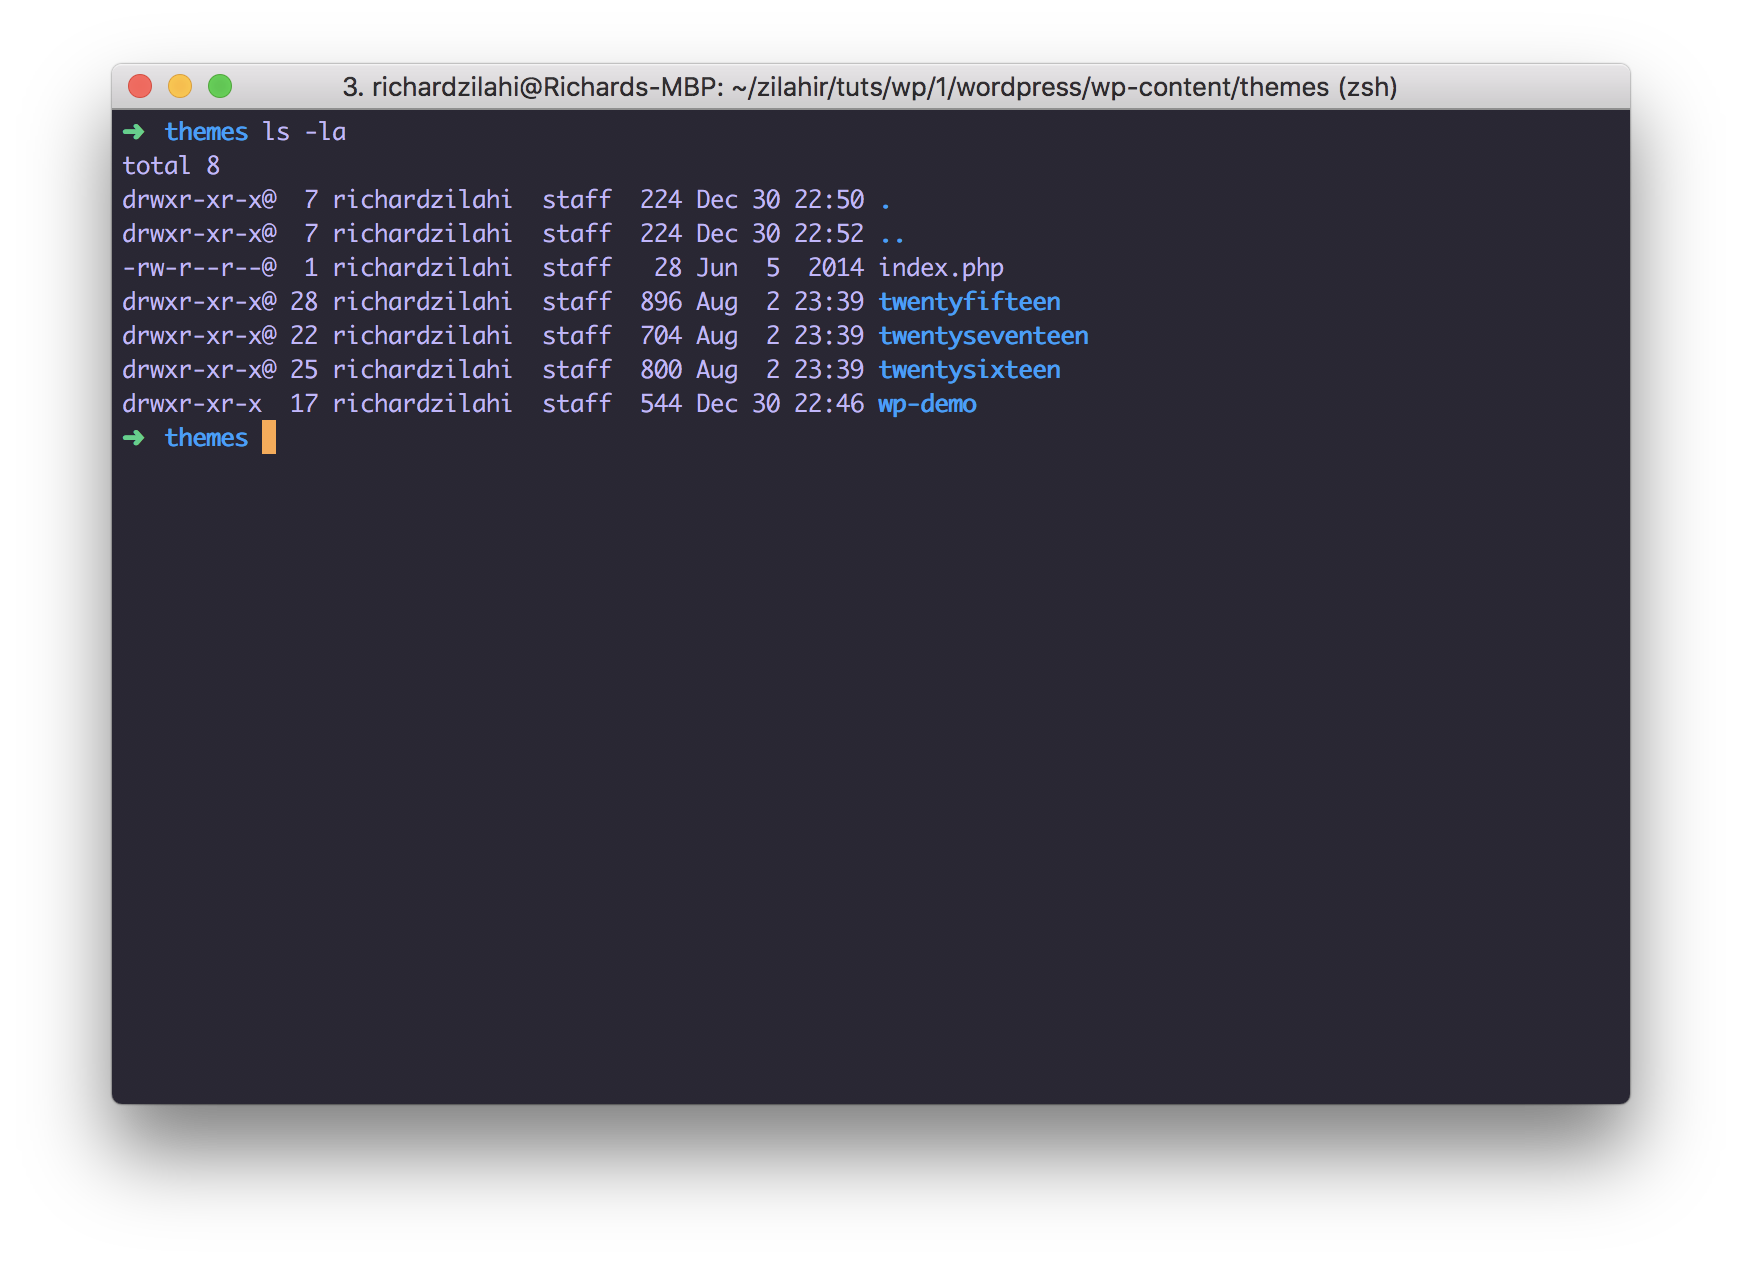 3. richardzilahi@Richards-MBP: ~/zilahir/tuts/wp/1/wordpress/wp-content/themes (zsh)
➜  themes ls -la
total 8
drwxr-xr-x@  7 richardzilahi  staff  224 Dec 30 22:50 .
drwxr-xr-x@  7 richardzilahi  staff  224 Dec 30 22:52 ..
-rw-r--r--@  1 richardzilahi  staff   28 Jun  5  2014 index.php
drwxr-xr-x@ 28 richardzilahi  staff  896 Aug  2 23:39 twentyfifteen
drwxr-xr-x@ 22 richardzilahi  staff  704 Aug  2 23:39 twentyseventeen
drwxr-xr-x@ 25 richardzilahi  staff  800 Aug  2 23:39 twentysixteen
drwxr-xr-x  17 richardzilahi  staff  544 Dec 30 22:46 wp-demo
➜  themes